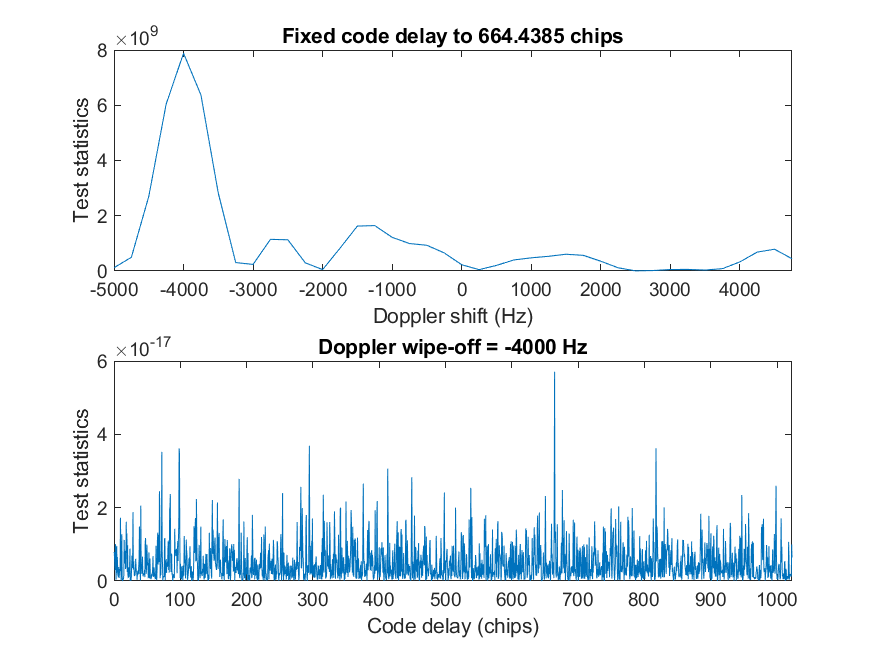 Fixed code delay to 664.4385 chips
×10^9
8
6
4
2
0
Test statistics
-5000 -4000 -3000 -2000 -1000 0 1000 2000 3000 4000
Doppler shift (Hz)
Doppler wipe-off = -4000 Hz
×10^-17
6
4
2
0
Test statistics
0 100 200 300 400 500 600 700 800 900 1000
Code delay (chips)